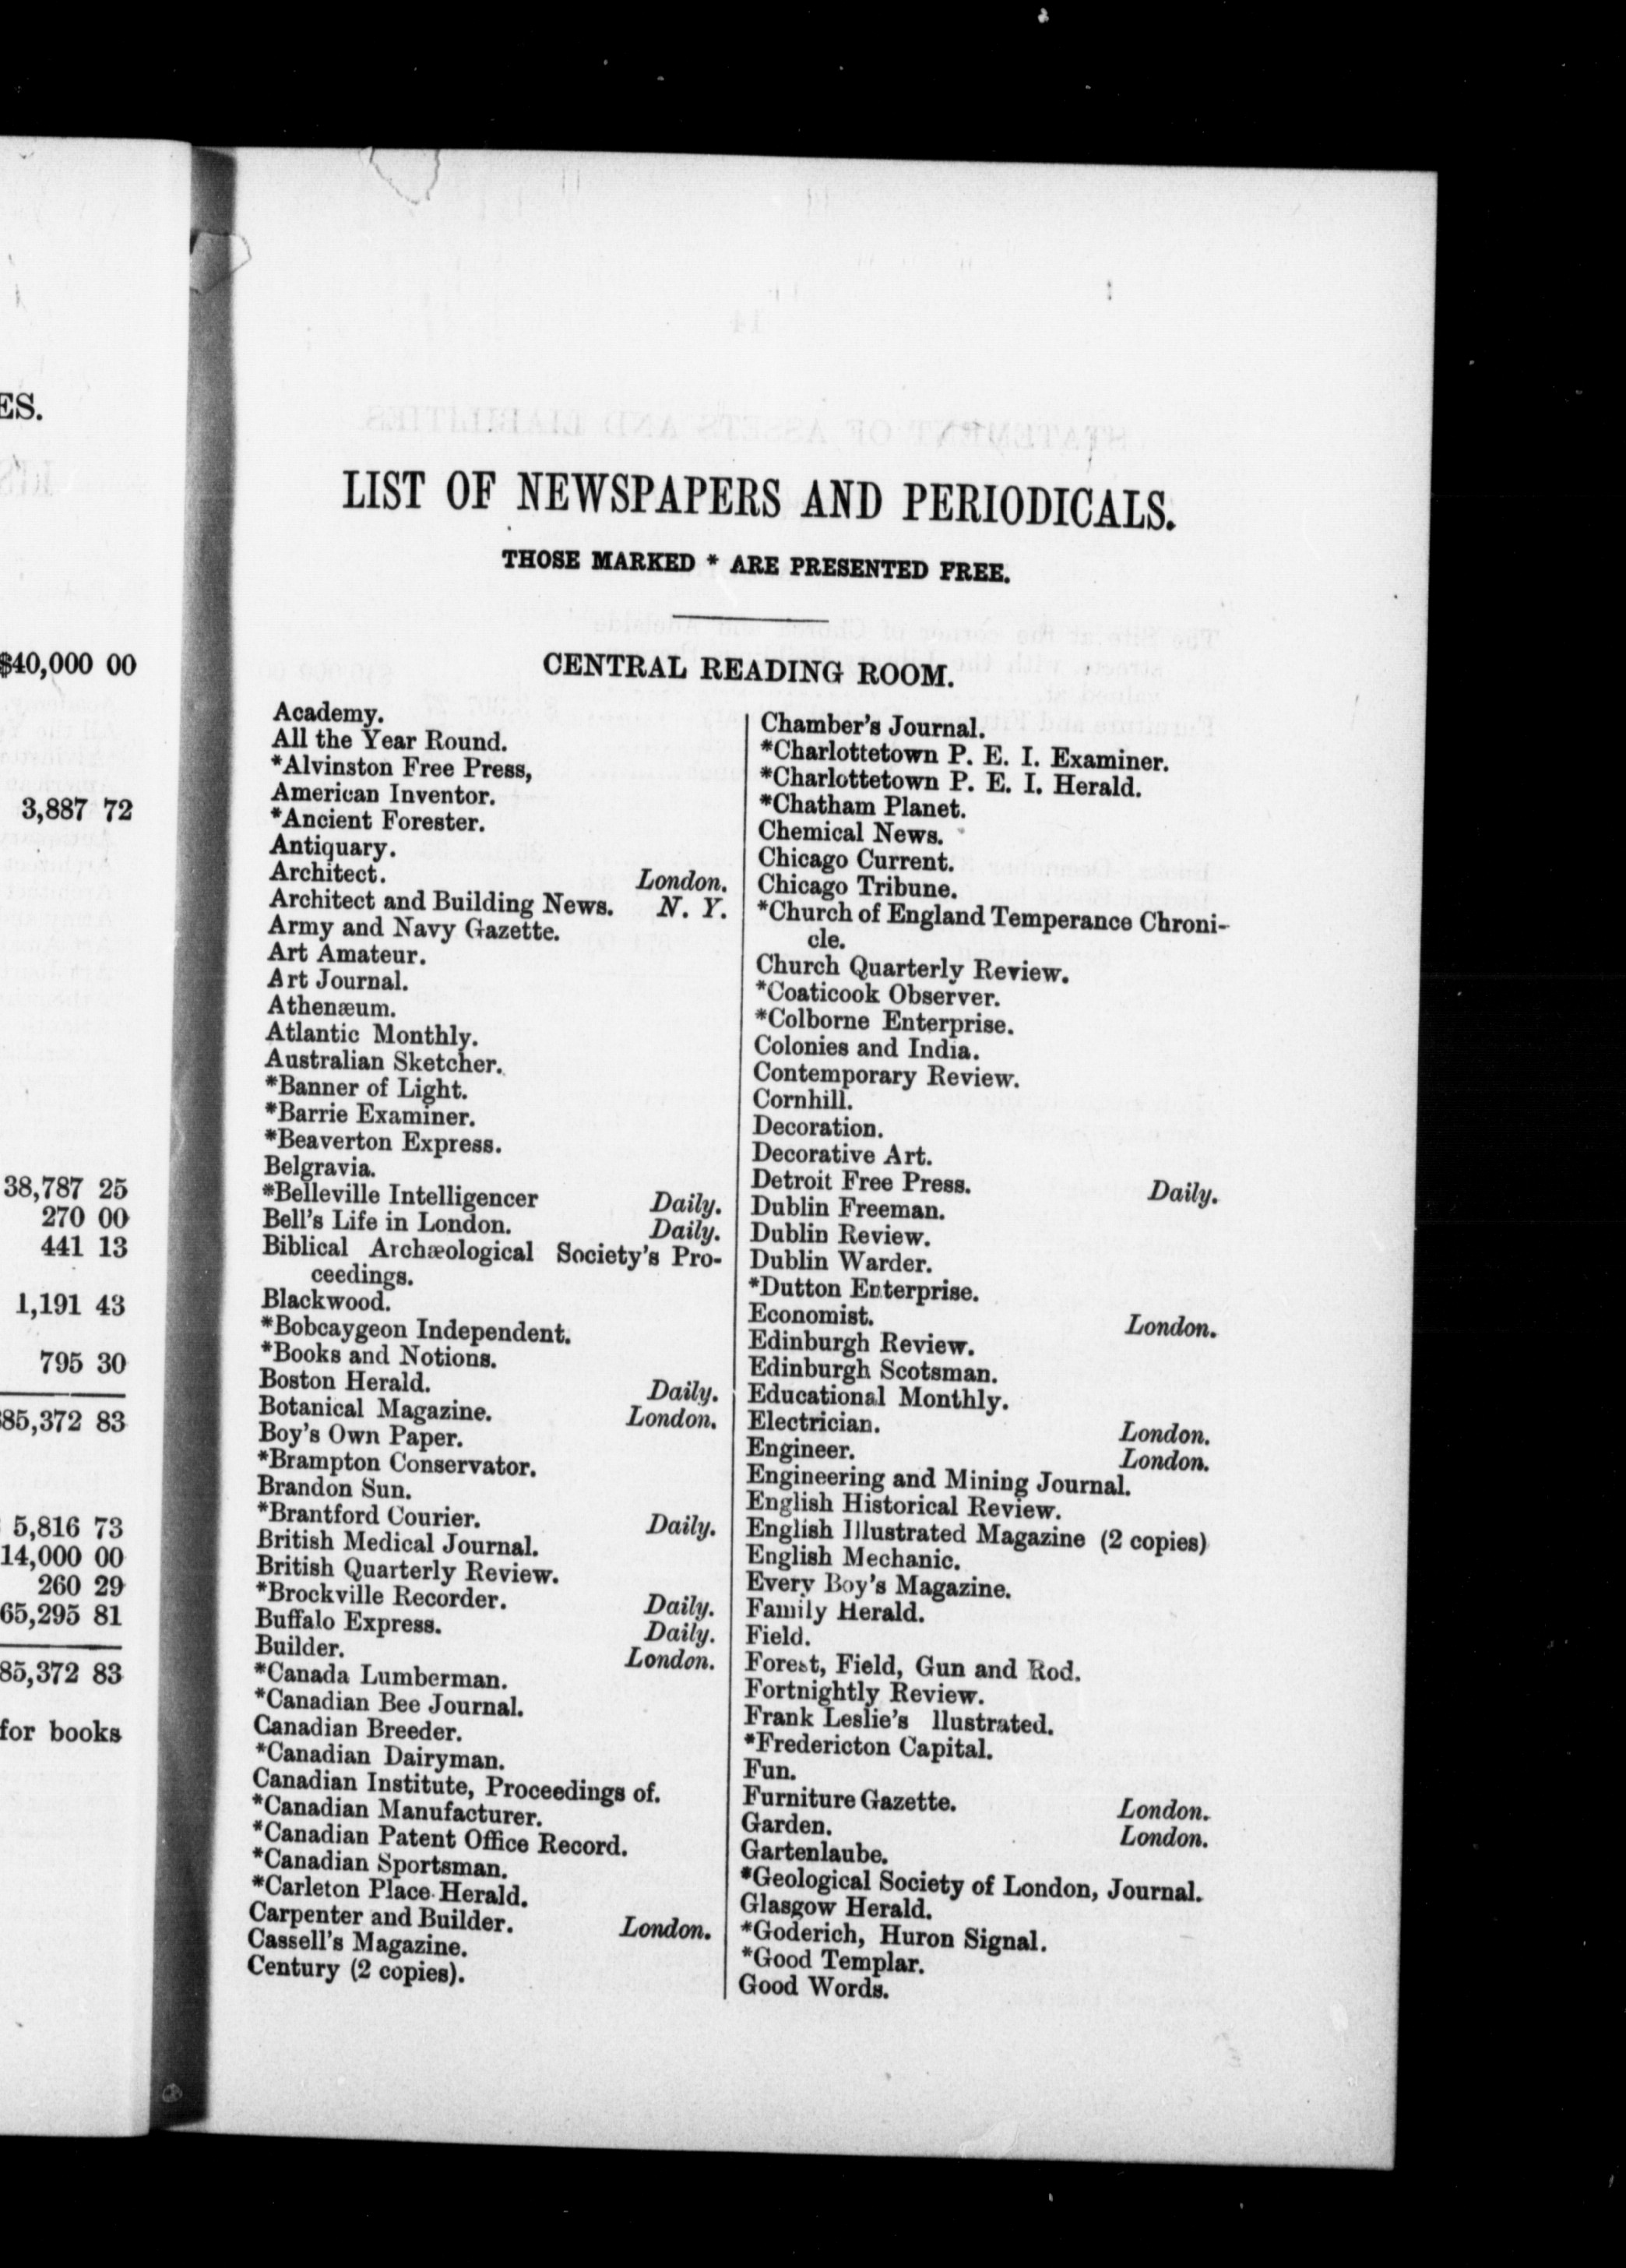 ES.
$40,000 00
3,887 72
38,787 25
270 00
441 13
1,191 43
795 30
85,372 83
5,816 73
14,000 00
260 29
65,295 81
85,372 83
for books
LIST OF NEWSPAPERS AND PERIODICALS.
THOSE MARKED * ARE PRESENTED FREE.
CENTRAL READING ROOM.
Academy.
All the Year Round.
*Alvinston Free Press,
American Inventor.
*Ancient Forester.
Antiquary.
Architect. London.
Architect and Building News. N. Y.
Army and Navy Gazette.
Art Amateur.
Art Journal.
Athenæum.
Atlantic Monthly.
Australian Sketcher.
*Banner of Light.
*Barrie Examiner.
*Beaverton Express.
Belgravia.
*Belleville Intelligencer Daily.
Bell's Life in London. Daily.
Biblical Archæological Society's Pro-
ceedings.
Blackwood.
*Bobcaygeon Independent.
*Books and Notions.
Boston Herald. Daily.
Botanical Magazine. London.
Boy's Own Paper.
*Brampton Conservator.
Brandon Sun.
*Brantford Courier. Daily.
British Medical Journal.
British Quarterly Review.
*Brockville Recorder. Daily.
Buffalo Express. Daily.
Builder. London.
*Canada Lumberman.
*Canadian Bee Journal.
Canadian Breeder.
*Canadian Dairyman.
Canadian Institute, Proceedings of.
*Canadian Manufacturer.
*Canadian Patent Office Record.
*Canadian Sportsman.
*Carleton Place Herald.
Carpenter and Builder. London.
Cassell's Magazine.
Century (2 copies).
Chamber's Journal.
*Charlottetown P. E. I. Examiner.
*Charlottetown P. E. I. Herald.
*Chatham Planet.
Chemical News.
Chicago Current.
Chicago Tribune.
*Church of England Temperance Chroni-
cle.
Church Quarterly Review.
*Coaticook Observer.
*Colborne Enterprise.
Colonies and India.
Contemporary Review.
Cornhill.
Decoration.
Decorative Art.
Detroit Free Press. Daily.
Dublin Freeman.
Dublin Review.
Dublin Warder.
*Dutton Enterprise.
Economist. London.
Edinburgh Review.
Edinburgh Scotsman.
Educational Monthly.
Electrician. London.
Engineer. London.
Engineering and Mining Journal.
English Historical Review.
English Illustrated Magazine (2 copies)
English Mechanic.
Every Boy's Magazine.
Family Herald.
Field.
Forest, Field, Gun and Rod.
Fortnightly Review.
Frank Leslie's llustrated.
*Fredericton Capital.
Fun.
Furniture Gazette. London.
Garden. London.
Gartenlaube.
*Geological Society of London, Journal.
Glasgow Herald.
*Goderich, Huron Signal.
*Good Templar.
Good Words.